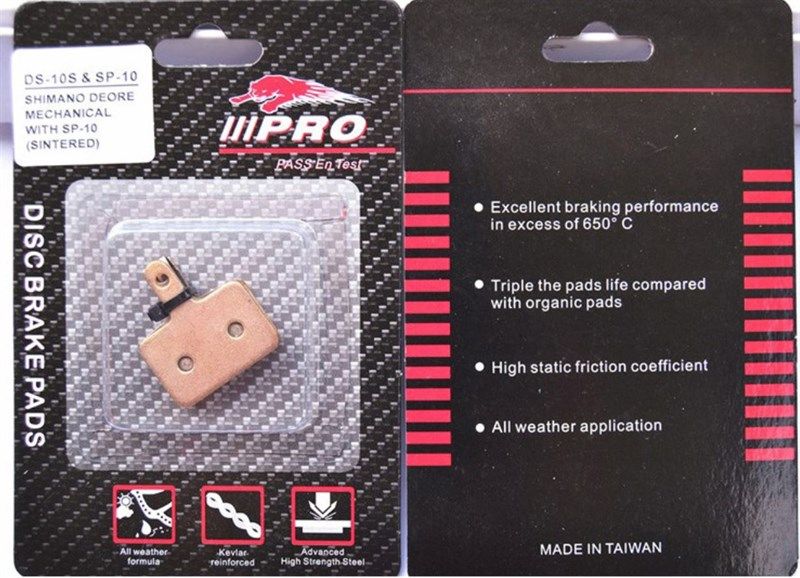 DS-10S & SP-10
SHIMANO DEORE
MECHANICAL
WITH SP-10
(SINTERED)
///PRO
PASS En Test
DISC BRAKE PADS
All weather
formula
Kevlar
reinforced
Advanced
High Strength Steel
• Excellent braking performance
in excess of 650° C
• Triple the pads life compared
with organic pads
• High static friction coefficient
• All weather application
MADE IN TAIWAN